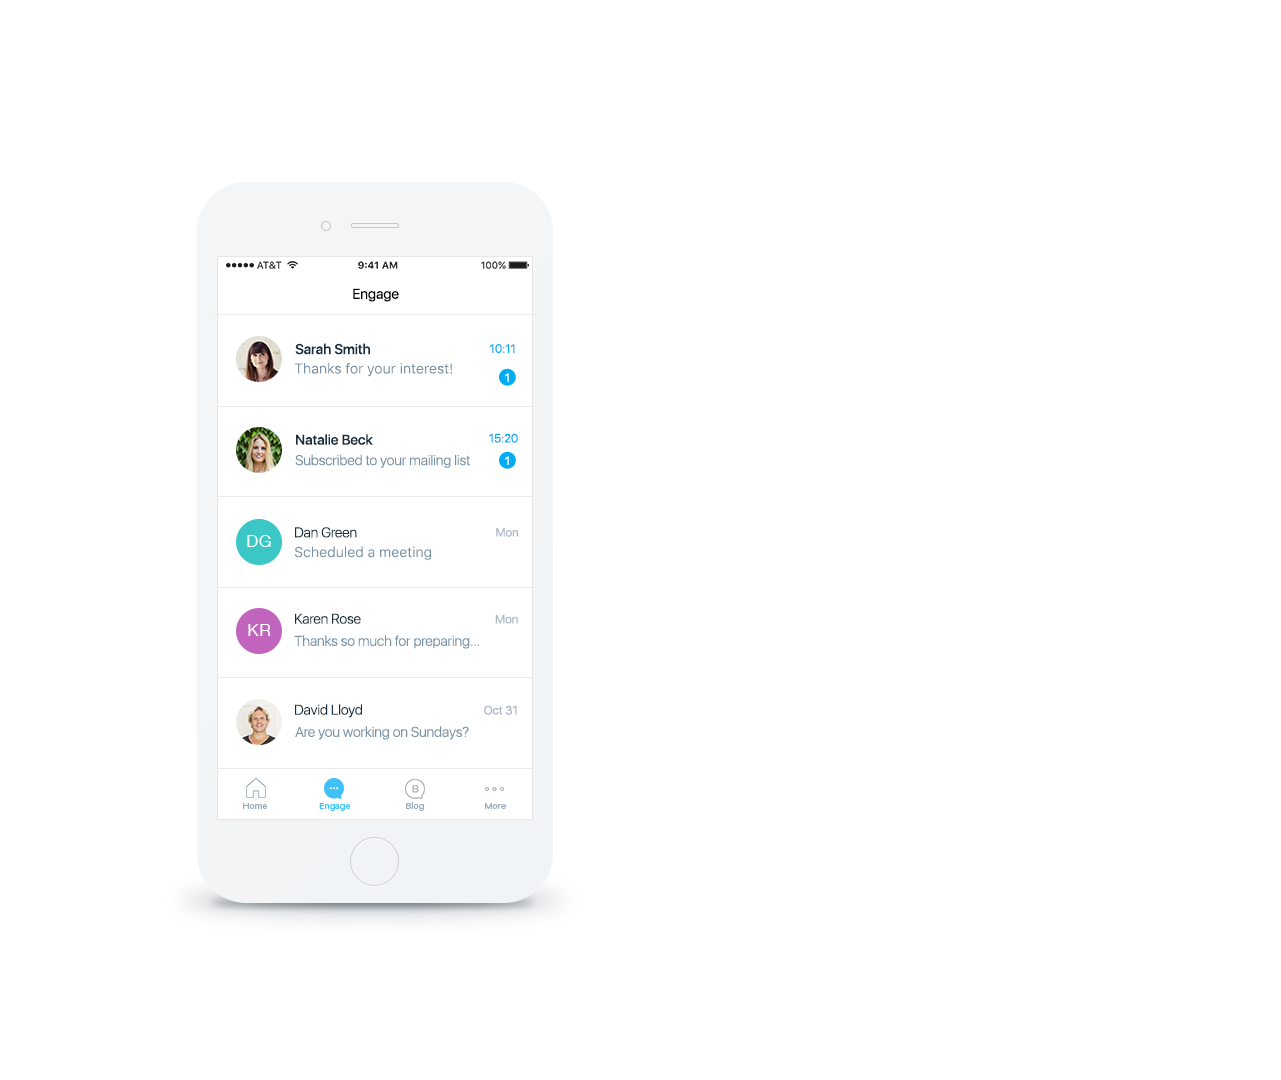 AT&T 9:41 AM 100%
Engage
Sarah Smith 10:11
Thanks for your interest!
1
Natalie Beck 15:20
Subscribed to your mailing list 1
DG
Dan Green Mon
Scheduled a meeting
KR
Karen Rose Mon
Thanks so much for preparing...
David Lloyd Oct 31
Are you working on Sundays?
B
Home Engage Blog More